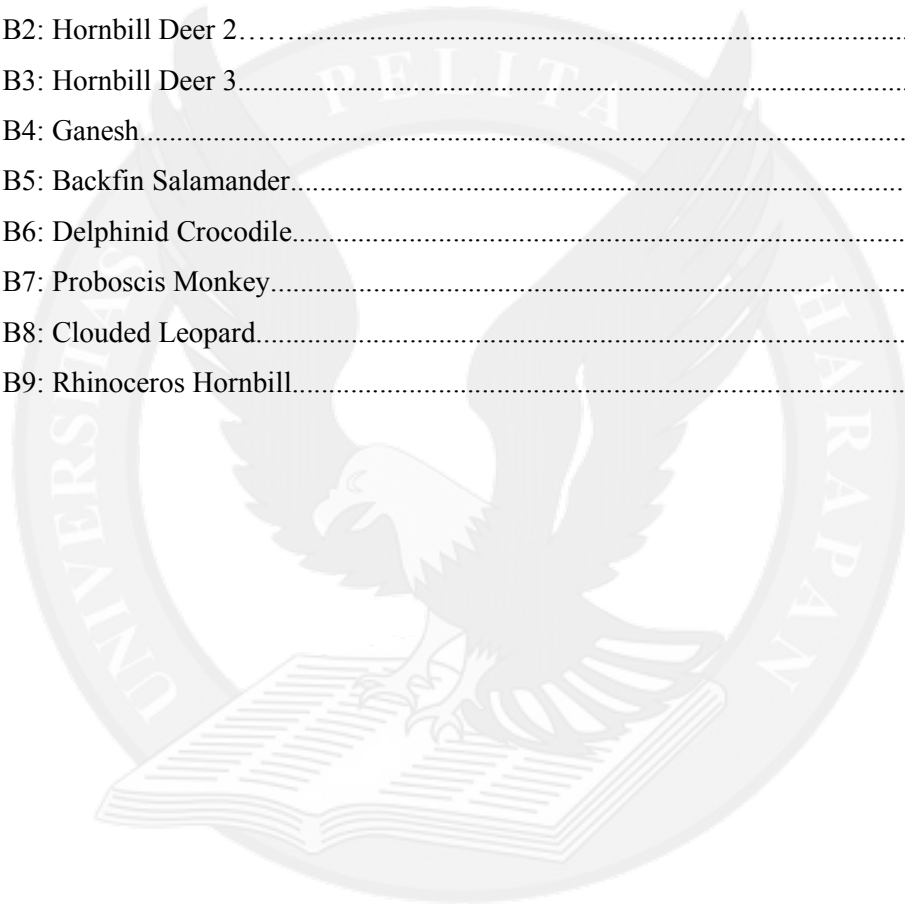 B2: Hornbill Deer 2…….............................................................................................
B3: Hornbill Deer 3....................................................................................................
B4: Ganesh.................................................................................................................
B5: Backfin Salamander............................................................................................
B6: Delphinid Crocodile............................................................................................
B7: Proboscis Monkey...............................................................................................
B8: Clouded Leopard.................................................................................................
B9: Rhinoceros Hornbill............................................................................................
UNIVERSITAS PELITA HARAPAN